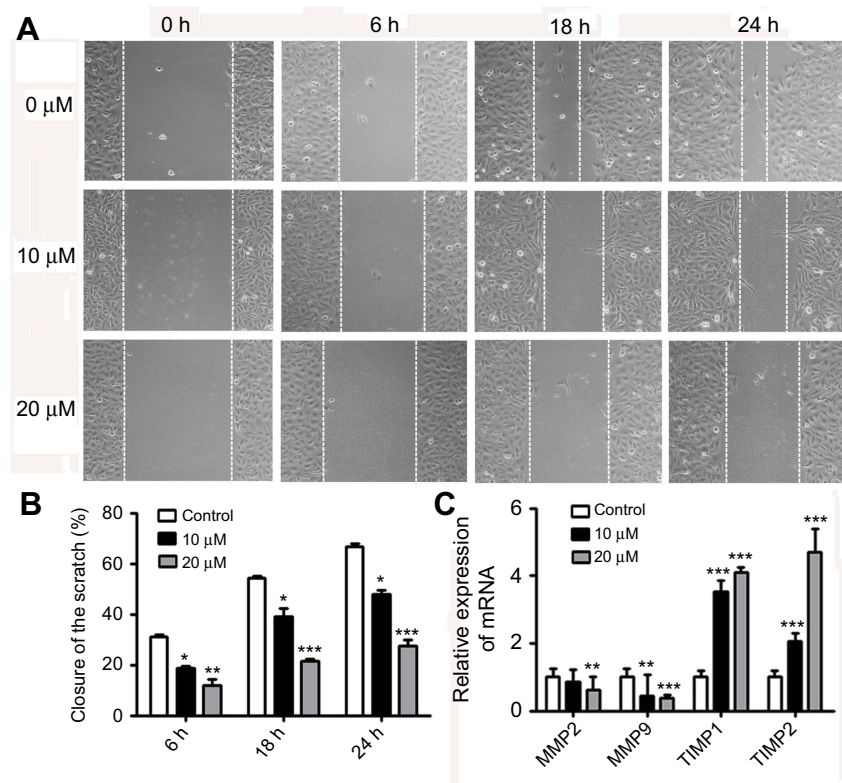 A
0 h 6 h 18 h 24 h
0 μM
10 μM
20 μM
B
Closure of the scratch (%)
80
60
40
20
0
Control
10 μM
20 μM
* **
* ***
* ***
6 h 18 h 24 h
C
Relative expression
of mRNA
6
4
2
0
Control
10 μM
20 μM
**
** ***
*** ***
*** ***
MMP2 MMP9 TIMP1 TIMP2